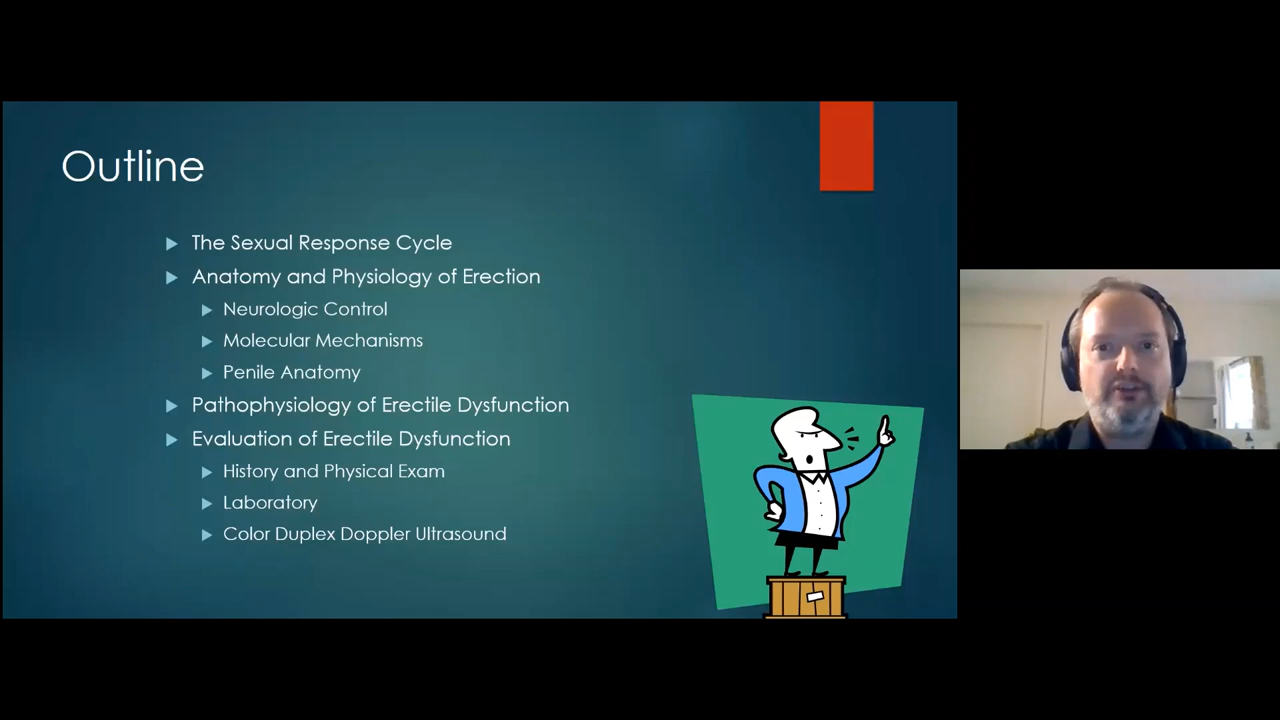 Outline
The Sexual Response Cycle
Anatomy and Physiology of Erection
Neurologic Control
Molecular Mechanisms
Penile Anatomy
Pathophysiology of Erectile Dysfunction
Evaluation of Erectile Dysfunction
History and Physical Exam
Laboratory
Color Duplex Doppler Ultrasound